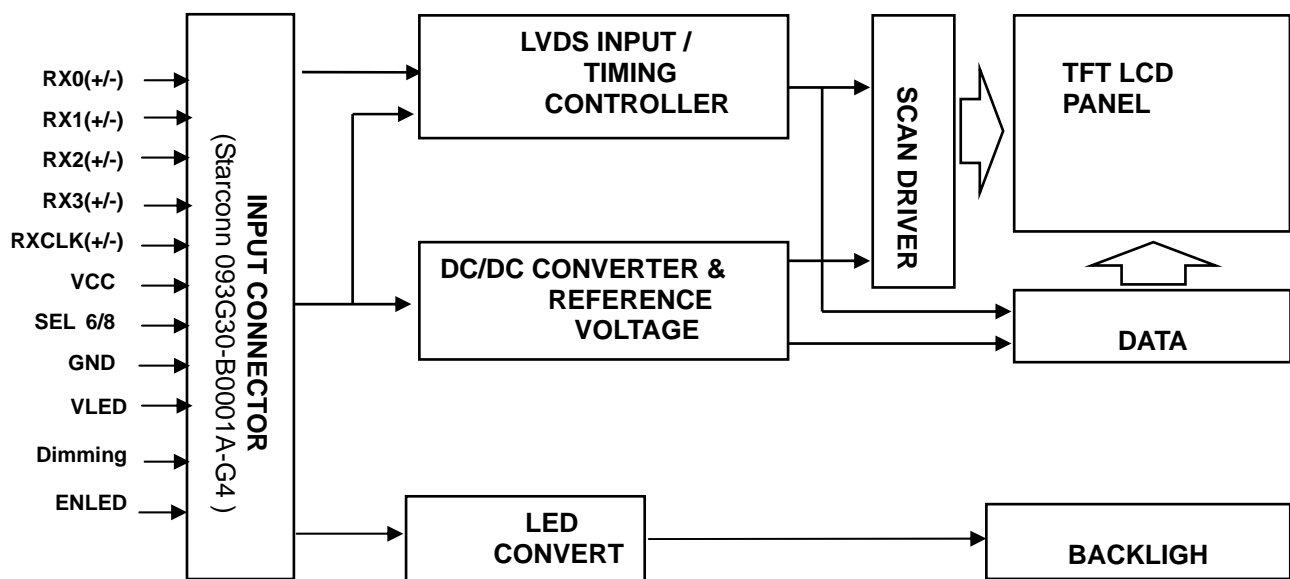 RX0(+/-)
RX1(+/-)
RX2(+/-)
RX3(+/-)
RXCLK(+/-)
VCC
SEL 6/8
GND
VLED
Dimming
ENLED
INPUT CONNECTOR
(Starconn 093G30-B0001A-G4 )
LVDS INPUT /
TIMING
CONTROLLER
DC/DC CONVERTER &
REFERENCE
VOLTAGE
LED
CONVERT
SCAN DRIVER
TFT LCD
PANEL
DATA
BACKLIGH